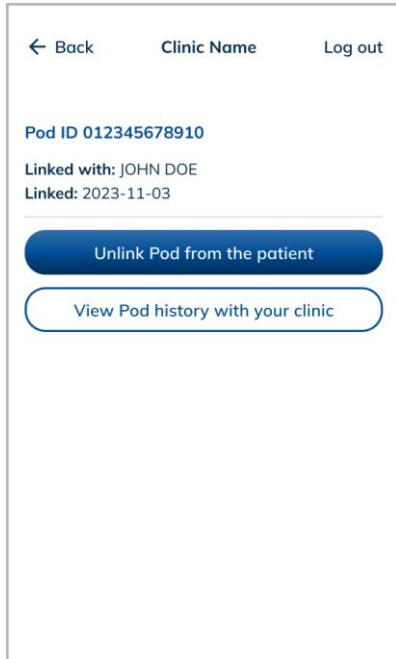 ← Back Clinic Name Log out
Pod ID 012345678910
Linked with: JOHN DOE
Linked: 2023-11-03
Unlink Pod from the patient
View Pod history with your clinic